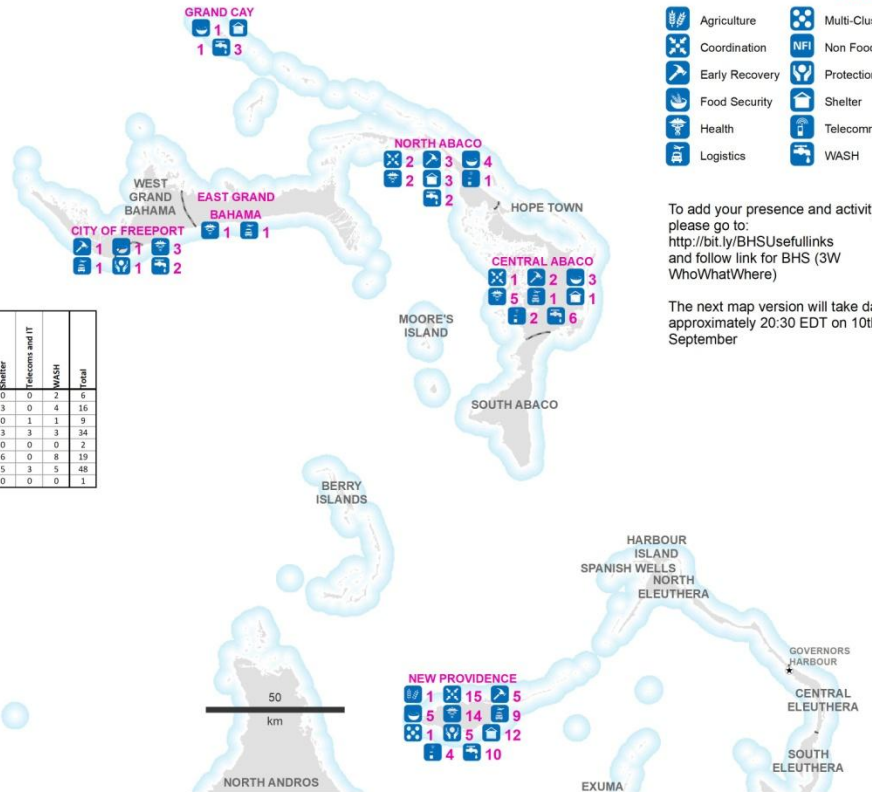 GRAND CAY
1
1 3
Agriculture
Multi-Clus
Coordination
NFI
Non Food
Early Recovery
Protection
Food Security
Shelter
Health
Telecomm
Logistics
WASH
To add your presence and activit
please go to:
http://bit.ly/BHSUsefullinks
and follow link for BHS (3W
WhoWhatWhere)
The next map version will take da
approximately 20:30 EDT on 10th
September
NORTH ABACO
2 3 4
2 3 1
2
WEST
GRAND
BAHAMA
EAST GRAND
BAHAMA
1 1
CITY OF FREEPORT
1 1 3
1 1 2
HOPE TOWN
CENTRAL ABACO
1 2 3
5 1 1
2 6
MOORE'S
ISLAND
SOUTH ABACO
Shelter
Telecoms and IT
WASH
Total
0 0 2 6
3 0 4 16
0 1 1 9
3 3 3 34
0 0 0 2
6 0 8 19
5 3 5 48
0 0 0 1
BERRY
ISLANDS
HARBOUR
ISLAND
SPANISH WELLS
NORTH
ELEUTHERA
GOVERNORS
HARBOUR
CENTRAL
ELEUTHERA
SOUTH
ELEUTHERA
NEW PROVIDENCE
1 15 5
5 14 9
1 5 12
4 10
50
km
NORTH ANDROS
EXUMA